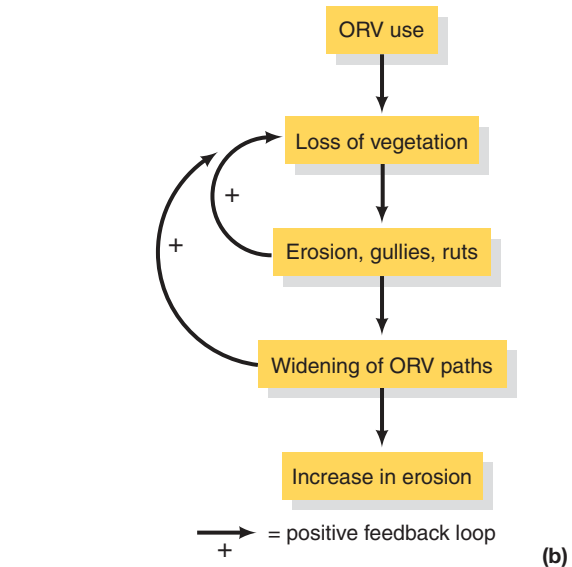 ORV use
Loss of vegetation
+
Erosion, gullies, ruts
+
Widening of ORV paths
Increase in erosion
+ = positive feedback loop
(b)